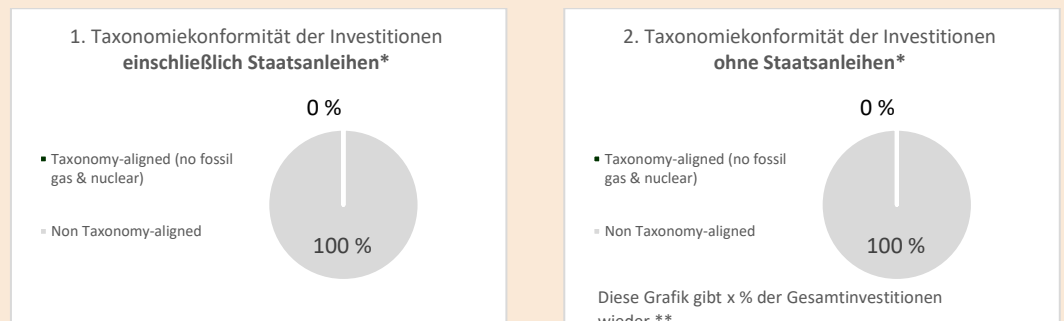 1. Taxonomiekonformität der Investitionen
einschließlich Staatsanleihen*
0 %
Taxonomy-aligned (no fossil
gas & nuclear)
Non Taxonomy-aligned
100 %
2. Taxonomiekonformität der Investitionen
ohne Staatsanleihen*
0 %
Taxonomy-aligned (no fossil
gas & nuclear)
Non Taxonomy-aligned
100 %
Diese Grafik gibt x % der Gesamtinvestitionen
wieder.**